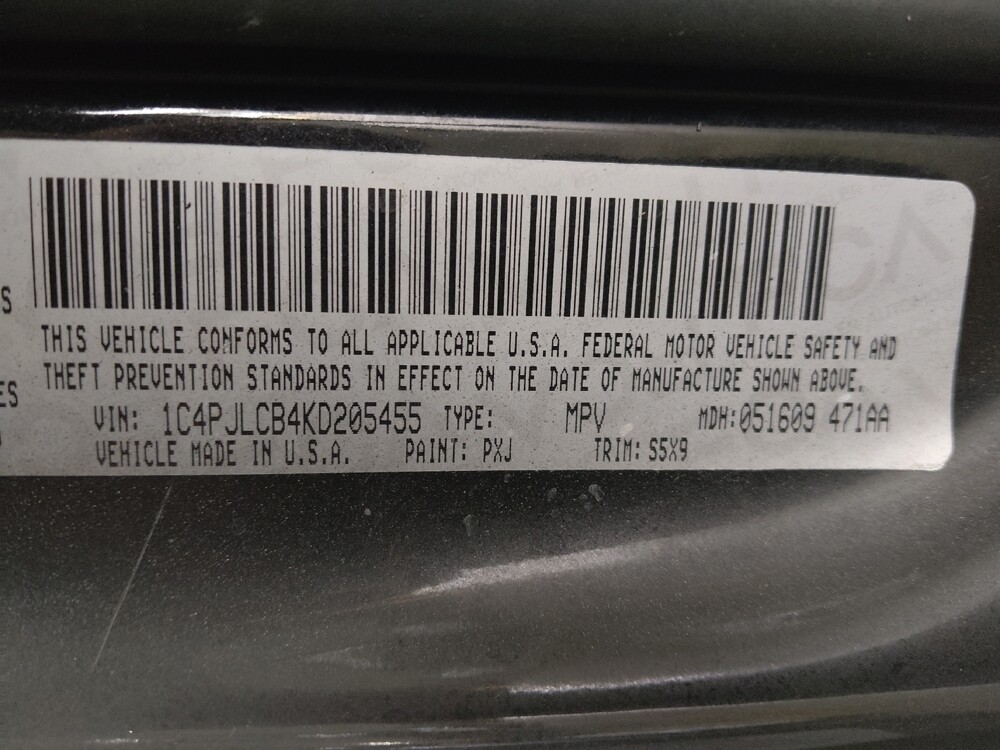 S
THIS VEHICLE CONFORMS TO ALL APPLICABLE U.S.A. FEDERAL MOTOR VEHICLE SAFETY AND
ES
THEFT PREVENTION STANDARDS IN EFFECT ON THE DATE OF MANUFACTURE SHOWN ABOVE.
VIN: 1C4PJLCB4KD205455 TYPE: MPV MDH:051609 471AA
VEHICLE MADE IN U.S.A. PAINT: PXJ TRIM: S5X9